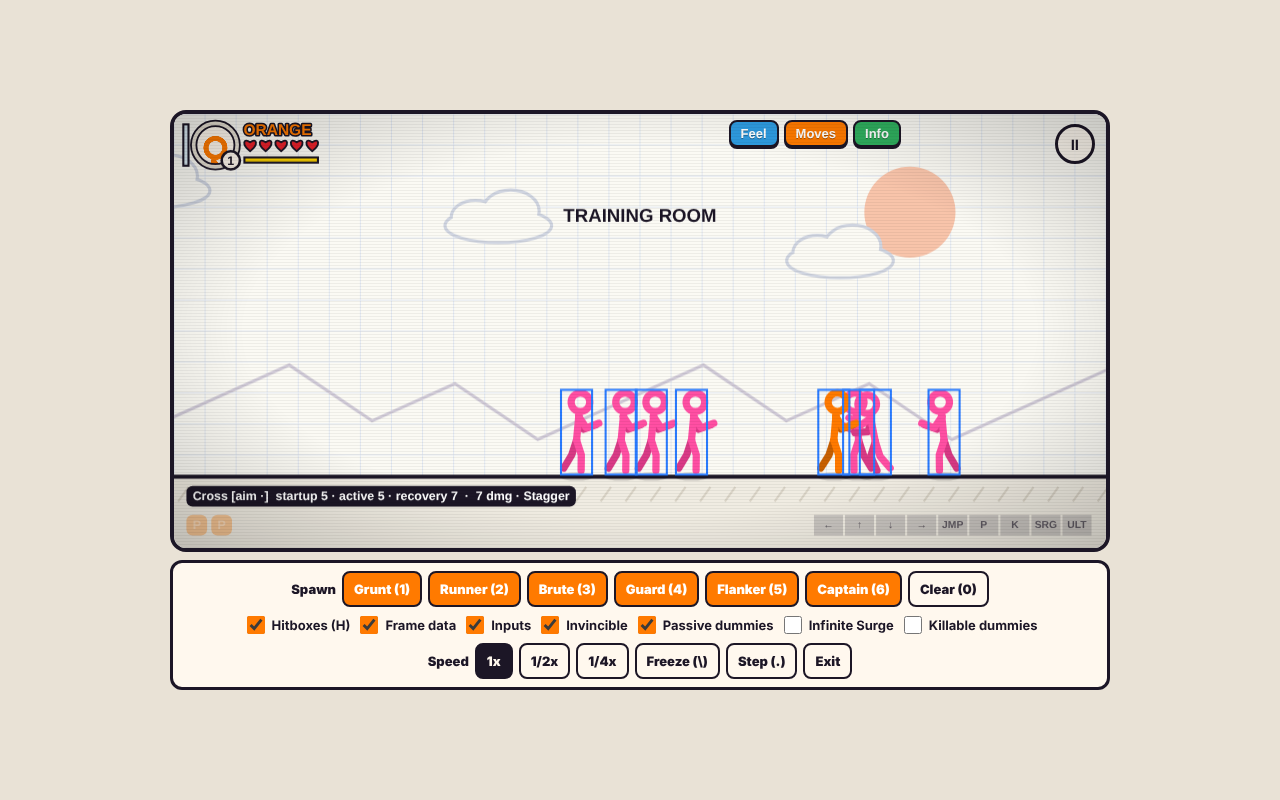 ORANGE
1
Feel Moves Info
TRAINING ROOM
Cross [aim ·] startup 5 · active 5 · recovery 7 · 7 dmg · Stagger
P P
← ↑ ↓ → JMP P K SRG ULT
Spawn Grunt (1) Runner (2) Brute (3) Guard (4) Flanker (5) Captain (6) Clear (0)
Hitboxes (H) Frame data Inputs Invincible Passive dummies Infinite Surge Killable dummies
Speed 1x 1/2x 1/4x Freeze (\) Step (.) Exit